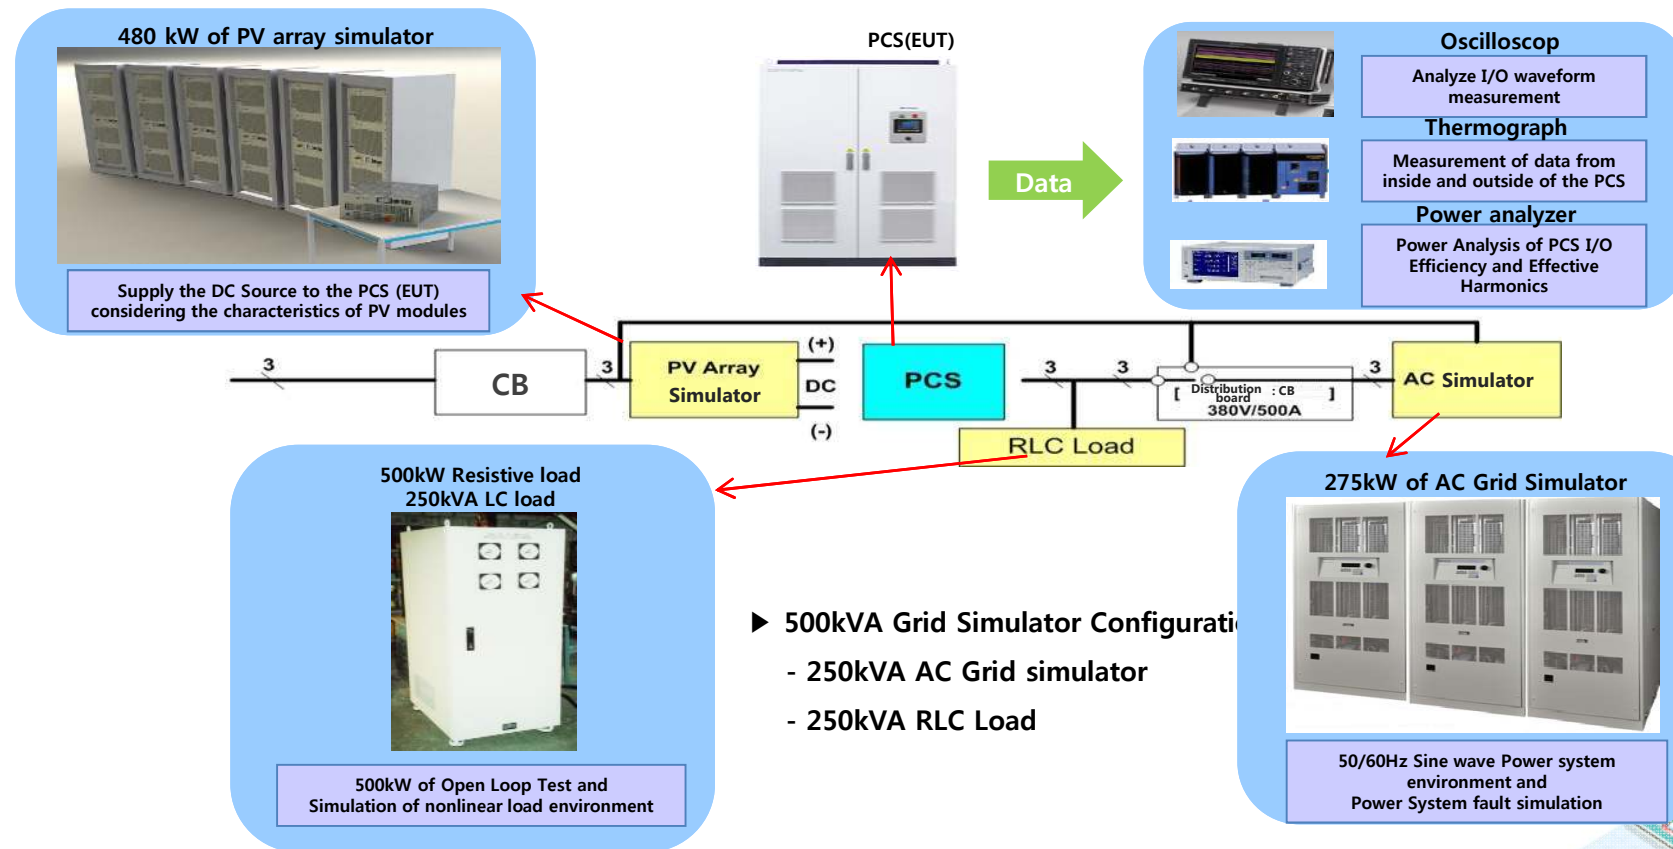 480 kW of PV array simulator
Supply the DC Source to the PCS (EUT)
considering the characteristics of PV modules
PCS(EUT)
Data
Oscilloscop
Analyze I/O waveform
measurement
Thermograph
Measurement of data from
inside and outside of the PCS
Power analyzer
Power Analysis of PCS I/O
Efficiency and Effective
Harmonics
3
CB
3
PV Array
Simulator
(+)
DC
(-)
PCS
3
3
[ Distribution board : CB ]
380V/500A
3
AC Simulator
RLC Load
500kW Resistive load
250kVA LC load
500kW of Open Loop Test and
Simulation of nonlinear load environment
▶ 500kVA Grid Simulator Configurati
- 250kVA AC Grid simulator
- 250kVA RLC Load
275kW of AC Grid Simulator
50/60Hz Sine wave Power system
environment and
Power System fault simulation